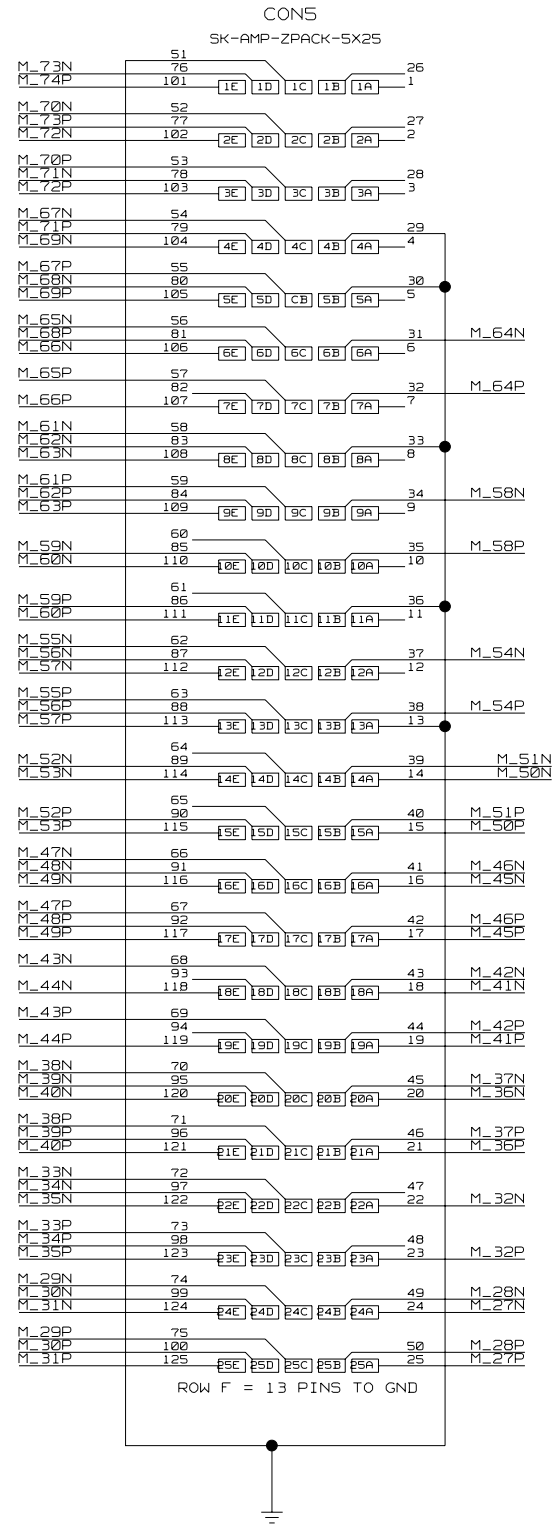 CON5
SK-AMP-ZPACK-5X25
51
M_73N 76 26
M_74P 101 1E 1D 1C 1B 1A 1
M_70N 52
M_73P 77 27
M_72N 102 2E 2D 2C 2B 2A 2
M_70P 53
M_71N 78 28
M_72P 103 3E 3D 3C 3B 3A 3
M_67N 54
M_71P 79 29
M_69N 104 4E 4D 4C 4B 4A 4
M_67P 55
M_68N 80 30
M_69P 105 5E 5D CB 5B 5A 5
M_65N 56
M_68P 81 31 M_64N
M_66N 106 6E 6D 6C 6B 6A 6
M_65P 57
82 32 M_64P
M_66P 107 7E 7D 7C 7B 7A 7
M_61N 58
M_62N 83 33
M_63N 108 8E 8D 8C 8B 8A 8
M_61P 59
M_62P 84 34 M_58N
M_63P 109 9E 9D 9C 9B 9A 9
60
M_59N 85 35 M_58P
M_60N 110 10E 10D 10C 10B 10A 10
61
M_59P 86 36
M_60P 111 11E 11D 11C 11B 11A 11
M_55N 62
M_56N 87 37 M_54N
M_57N 112 12E 12D 12C 12B 12A 12
M_55P 63
M_56P 88 38 M_54P
M_57P 113 13E 13D 13C 13B 13A 13
64
M_52N 89 39 M_51N
M_53N 114 14E 14D 14C 14B 14A 14 M_50N
65
M_52P 90 40 M_51P
M_53P 115 15E 15D 15C 15B 15A 15 M_50P
M_47N 66
M_48N 91 41 M_46N
M_49N 116 16E 16D 16C 16B 16A 16 M_45N
M_47P 67
M_48P 92 42 M_46P
M_49P 117 17E 17D 17C 17B 17A 17 M_45P
M_43N 68
93 43 M_42N
M_44N 118 18E 18D 18C 18B 18A 18 M_41N
M_43P 69
94 44 M_42P
M_44P 119 19E 19D 19C 19B 19A 19 M_41P
M_38N 70
M_39N 95 45 M_37N
M_40N 120 20E 20D 20C 20B 20A 20 M_36N
M_38P 71
M_39P 96 46 M_37P
M_40P 121 21E 21D 21C 21B 21A 21 M_36P
M_33N 72
M_34N 97 47
M_35N 122 22E 22D 22C 22B 22A 22 M_32N
M_33P 73
M_34P 98 48
M_35P 123 23E 23D 23C 23B 23A 23 M_32P
M_29N 74
M_30N 99 49 M_28N
M_31N 124 24E 24D 24C 24B 24A 24 M_27N
M_29P 75
M_30P 100 50 M_28P
M_31P 125 25E 25D 25C 25B 25A 25 M_27P
ROW F = 13 PINS TO GND